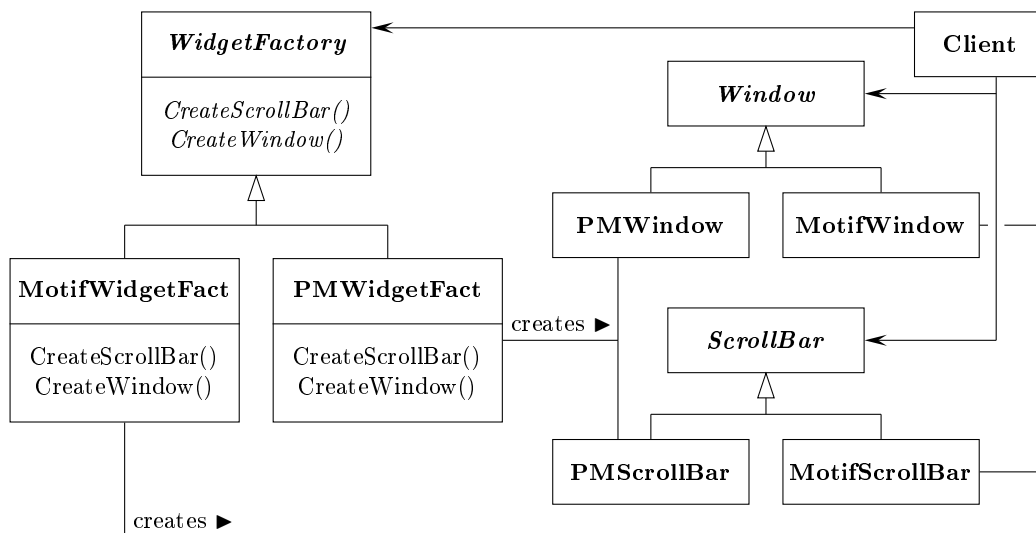 WidgetFactory
CreateScrollBar()
CreateWindow()
Client
Window
PMWindow
MotifWindow
MotifWidgetFact
CreateScrollBar()
CreateWindow()
PMWidgetFact
CreateScrollBar()
CreateWindow()
creates ►
ScrollBar
PMScrollBar
MotifScrollBar
creates ►